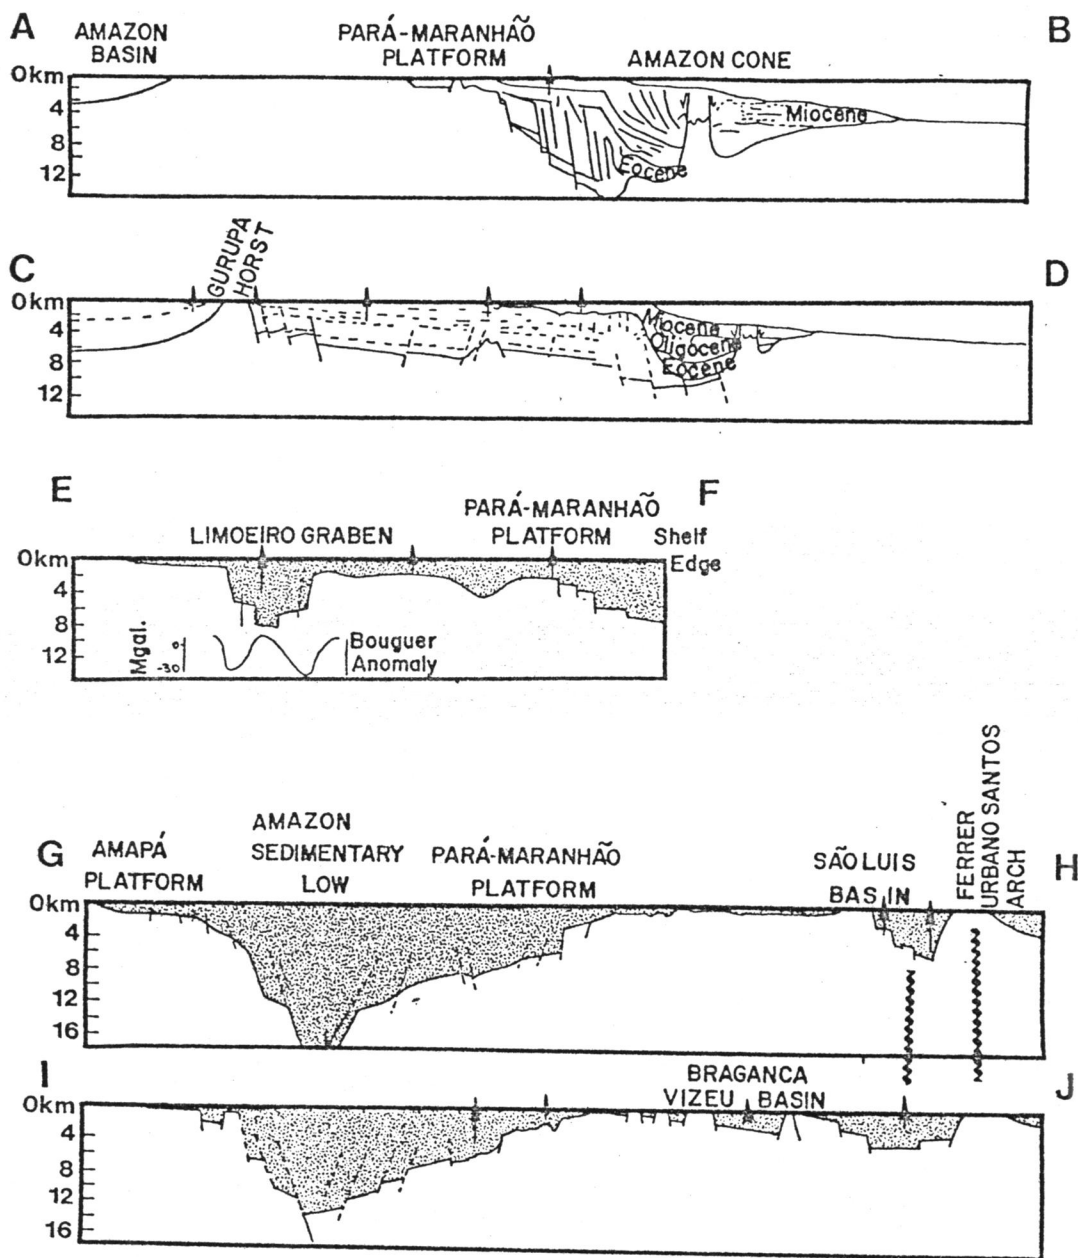 A
AMAZON
BASIN
PARÁ-MARANHÃO
PLATFORM
AMAZON CONE
B
0km
4
8
12
Miocene
Eocene
C
GURUPA
HORST
D
0km
4
8
12
Miocene
Oligocene
Eocene
E
LIMOEIRO GRABEN
PARÁ-MARANHÃO
PLATFORM
Shelf
Edge
F
0km
4
8
12
Mgal.
0
-30
Bouguer
Anomaly
G
AMAPÁ
PLATFORM
AMAZON
SEDIMENTARY
LOW
PARÁ-MARANHÃO
PLATFORM
SÃO LUIS
BASIN
FERRER
URBANO SANTOS
ARCH
H
0km
4
8
12
16
I
BRAGANCA
VIZEU BASIN
J
0km
4
8
12
16